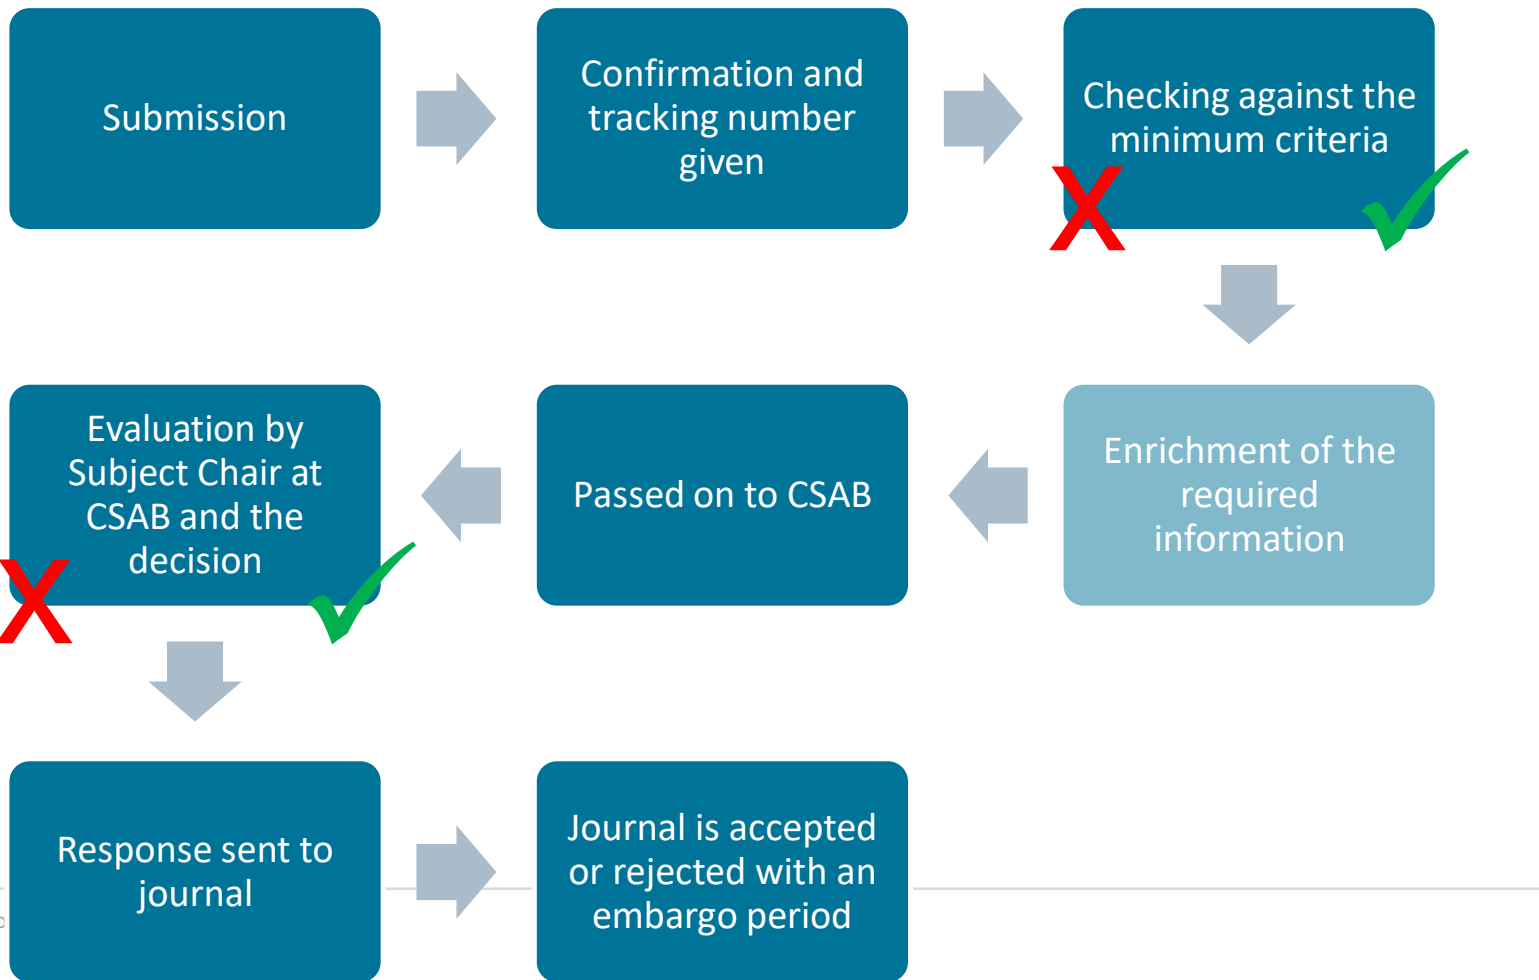 Submission
Confirmation and
tracking number
given
Checking against the
minimum criteria
Enrichment of the
required
information
Passed on to CSAB
Evaluation by
Subject Chair at
CSAB and the
decision
Response sent to
journal
Journal is accepted
or rejected with an
embargo period